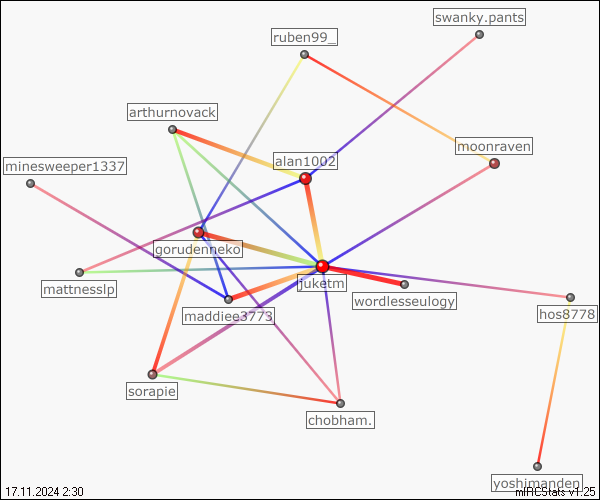 swanky.pants
ruben99_
arthurnovack
moonraven
alan1002
minesweeper1337
gorudenneko
juketm
mattnesslp
wordlesseulogy
maddiee3773
hos8778
sorapie
chobham.
yoshimanden
17.11.2024 2:30
mIRCStats v1.25